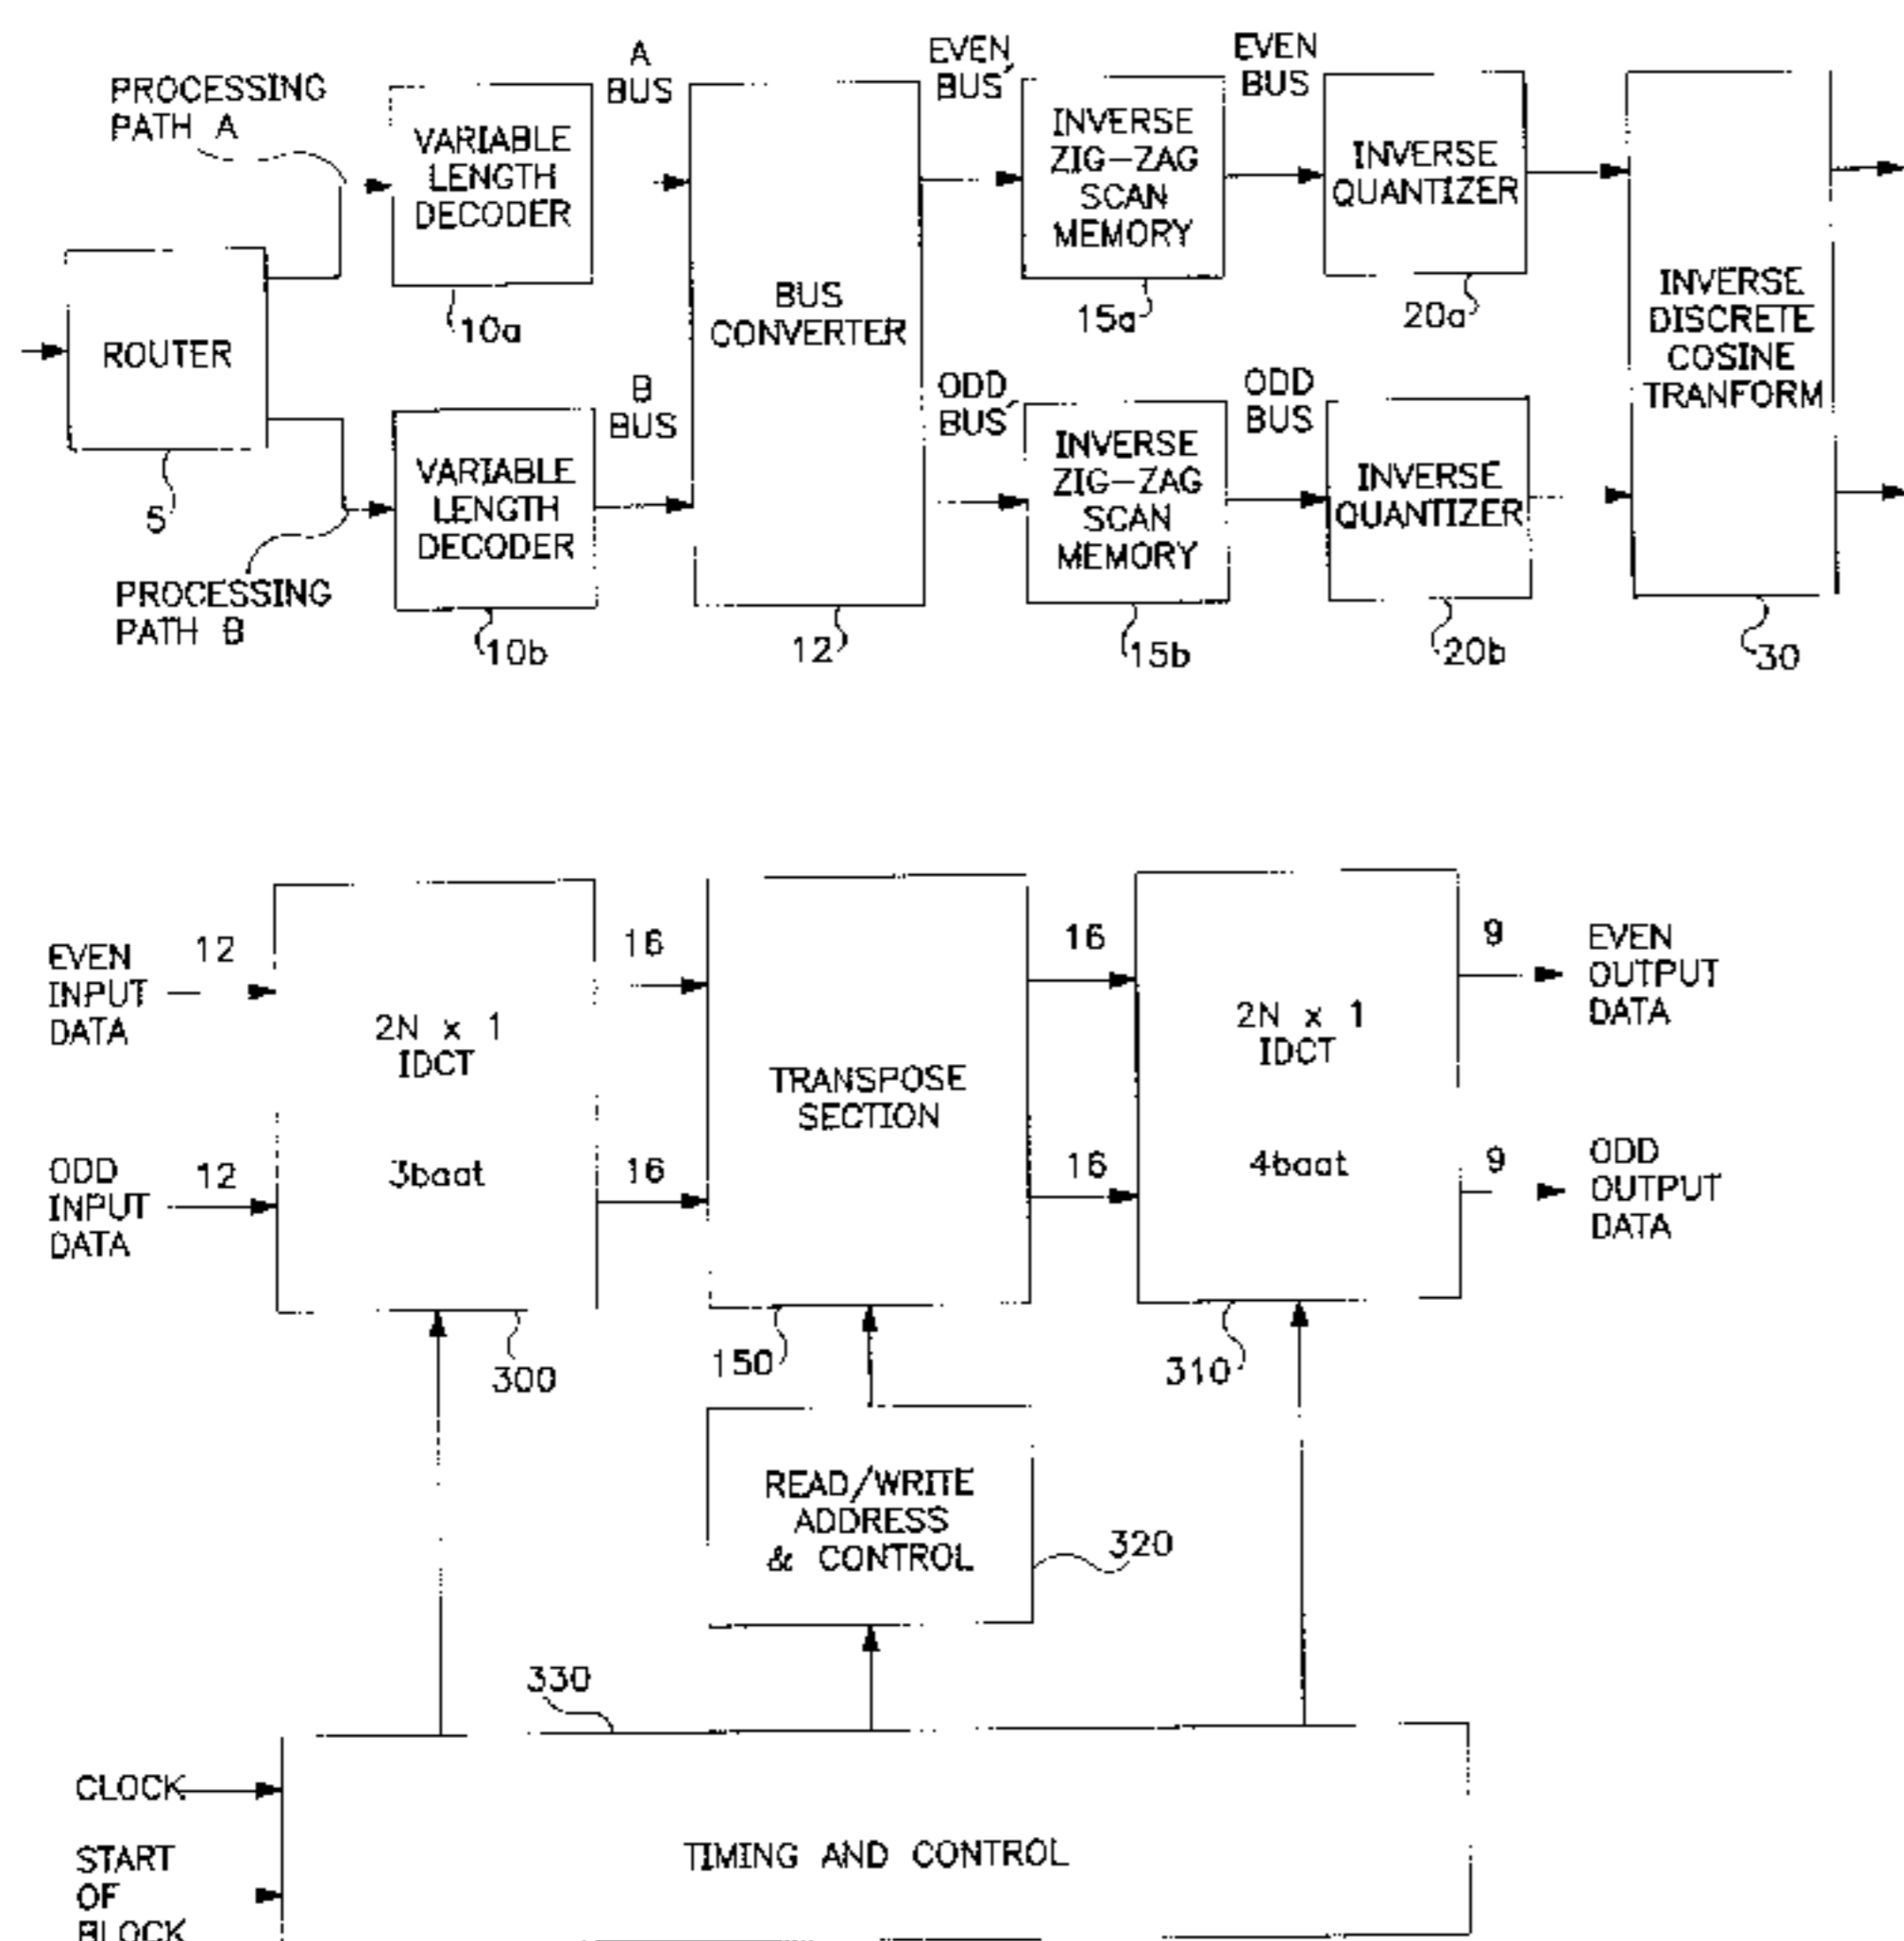 PROCESSING
PATH A
A
BUS
EVEN
BUS'
EVEN
BUS
VARIABLE
LENGTH
DECODER
INVERSE
ZIG-ZAG
SCAN
MEMORY
INVERSE
QUANTIZER
ROUTER
10a
BUS
CONVERTER
15a
20a
INVERSE
DISCRETE
COSINE
TRANFORM
B
BUS
ODD
BUS'
ODD
BUS
5
VARIABLE
LENGTH
DECODER
INVERSE
ZIG-ZAG
SCAN
MEMORY
INVERSE
QUANTIZER
PROCESSING
PATH B
10b
12
15b
20b
30
EVEN
INPUT
DATA
12
2N x 1
IDCT
16
TRANSPOSE
SECTION
16
2N x 1
IDCT
9
EVEN
OUTPUT
DATA
ODD
INPUT
DATA
12
3baat
16
16
4baat
9
ODD
OUTPUT
DATA
300
150
310
READ/WRITE
ADDRESS
& CONTROL
320
330
CLOCK
START
OF
BLOCK
TIMING AND CONTROL